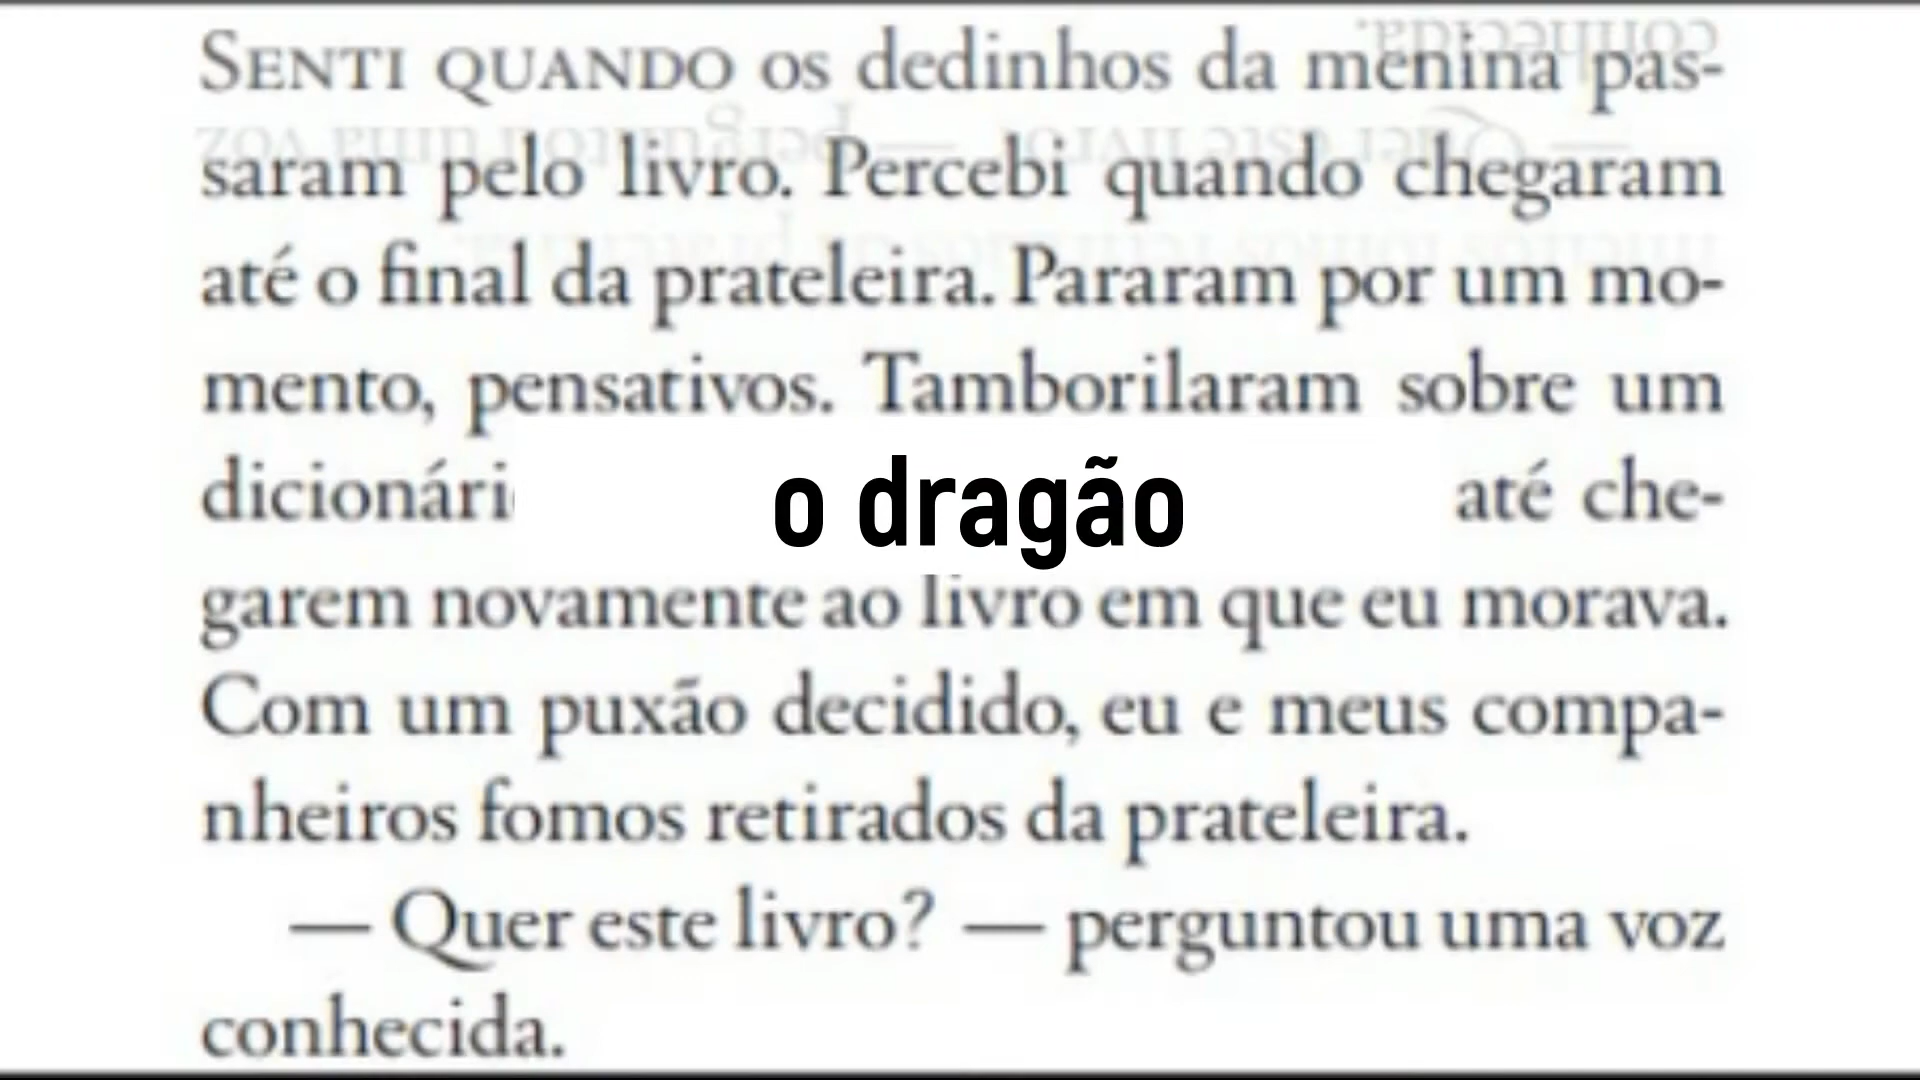 SENTI QUANDO os dedinhos da menina pas-
saram pelo livro. Percebi quando chegaram
até o final da prateleira. Pararam por um mo-
mento, pensativos. Tamborilaram sobre um
dicionári o dragão até che-
garem novamente ao livro em que eu morava.
Com um puxão decidido, eu e meus compa-
nheiros fomos retirados da prateleira.
— Quer este livro? — perguntou uma voz
conhecida.